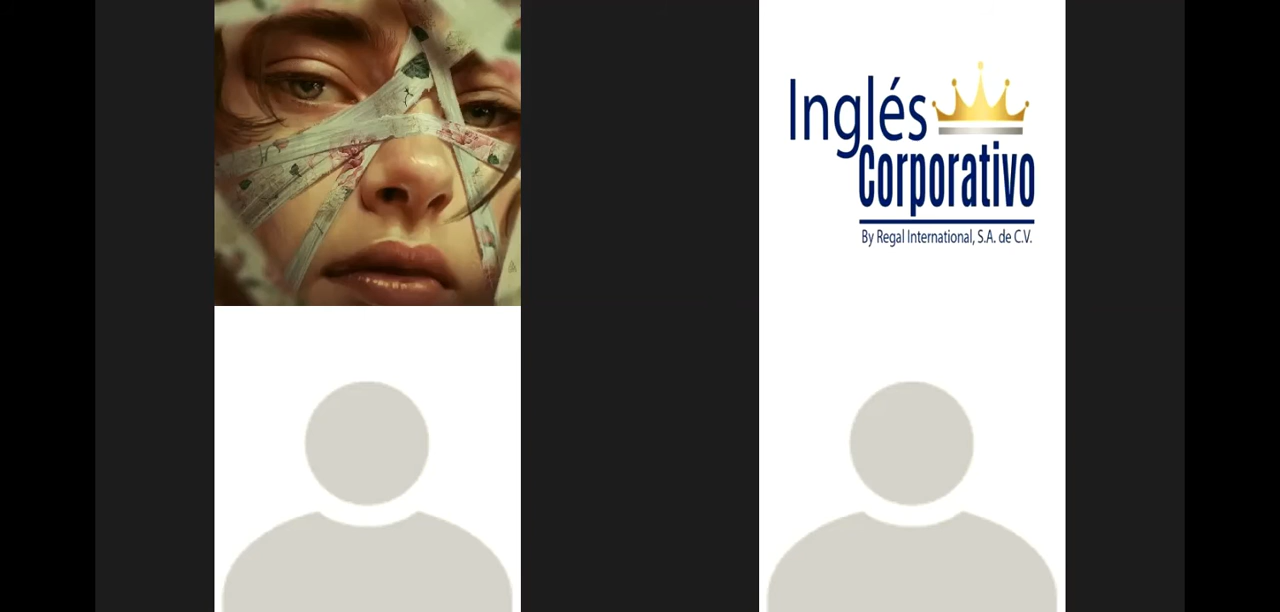 Inglés
Corporativo
By Regal International, S.A. de C.V.